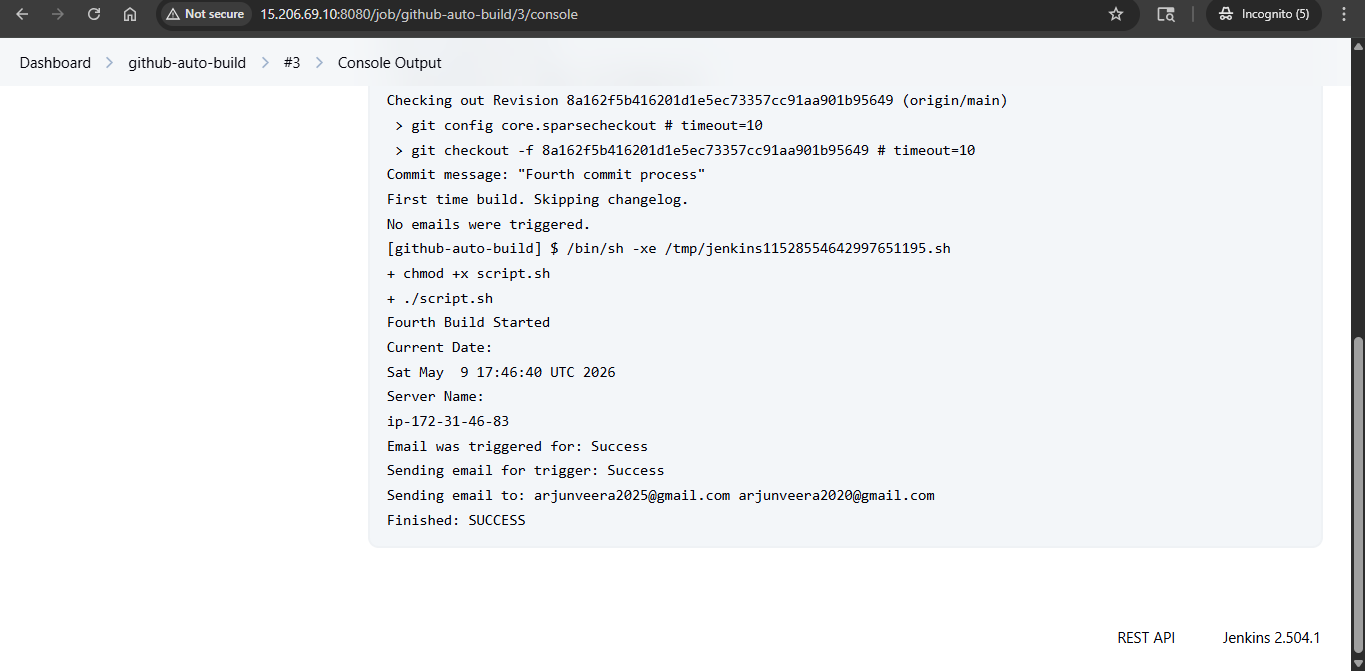 Not secure
15.206.69.10:8080/job/github-auto-build/3/console
Incognito (5)
Dashboard > github-auto-build > #3 > Console Output
Checking out Revision 8a162f5b416201d1e5ec73357cc91aa901b95649 (origin/main)
> git config core.sparsecheckout # timeout=10
> git checkout -f 8a162f5b416201d1e5ec73357cc91aa901b95649 # timeout=10
Commit message: "Fourth commit process"
First time build. Skipping changelog.
No emails were triggered.
[github-auto-build] $ /bin/sh -xe /tmp/jenkins11528554642997651195.sh
+ chmod +x script.sh
+ ./script.sh
Fourth Build Started
Current Date:
Sat May  9 17:46:40 UTC 2026
Server Name:
ip-172-31-46-83
Email was triggered for: Success
Sending email for trigger: Success
Sending email to: arjunveera2025@gmail.com arjunveera2020@gmail.com
Finished: SUCCESS
REST API
Jenkins 2.504.1